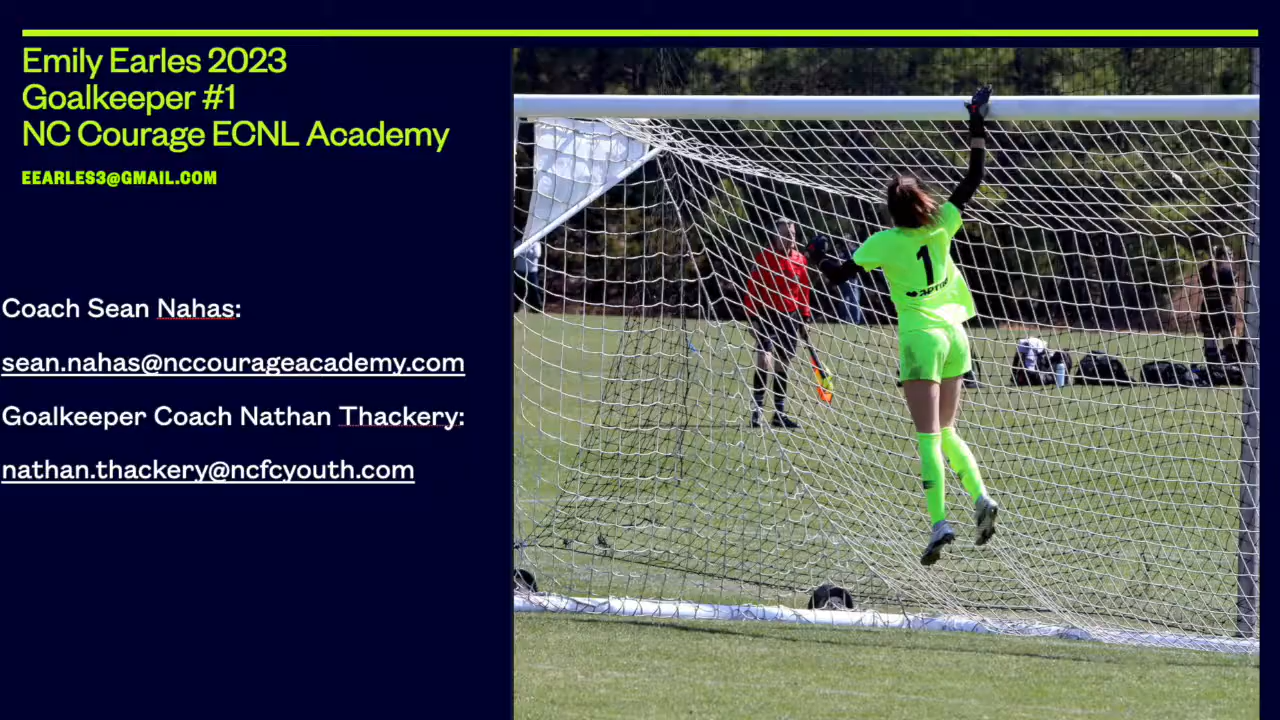 Emily Earles 2023
Goalkeeper #1
NC Courage ECNL Academy
EEARLES3@GMAIL.COM
Coach Sean Nahas:
sean.nahas@nccourageacademy.com
Goalkeeper Coach Nathan Thackery:
nathan.thackery@ncfcyouth.com
1